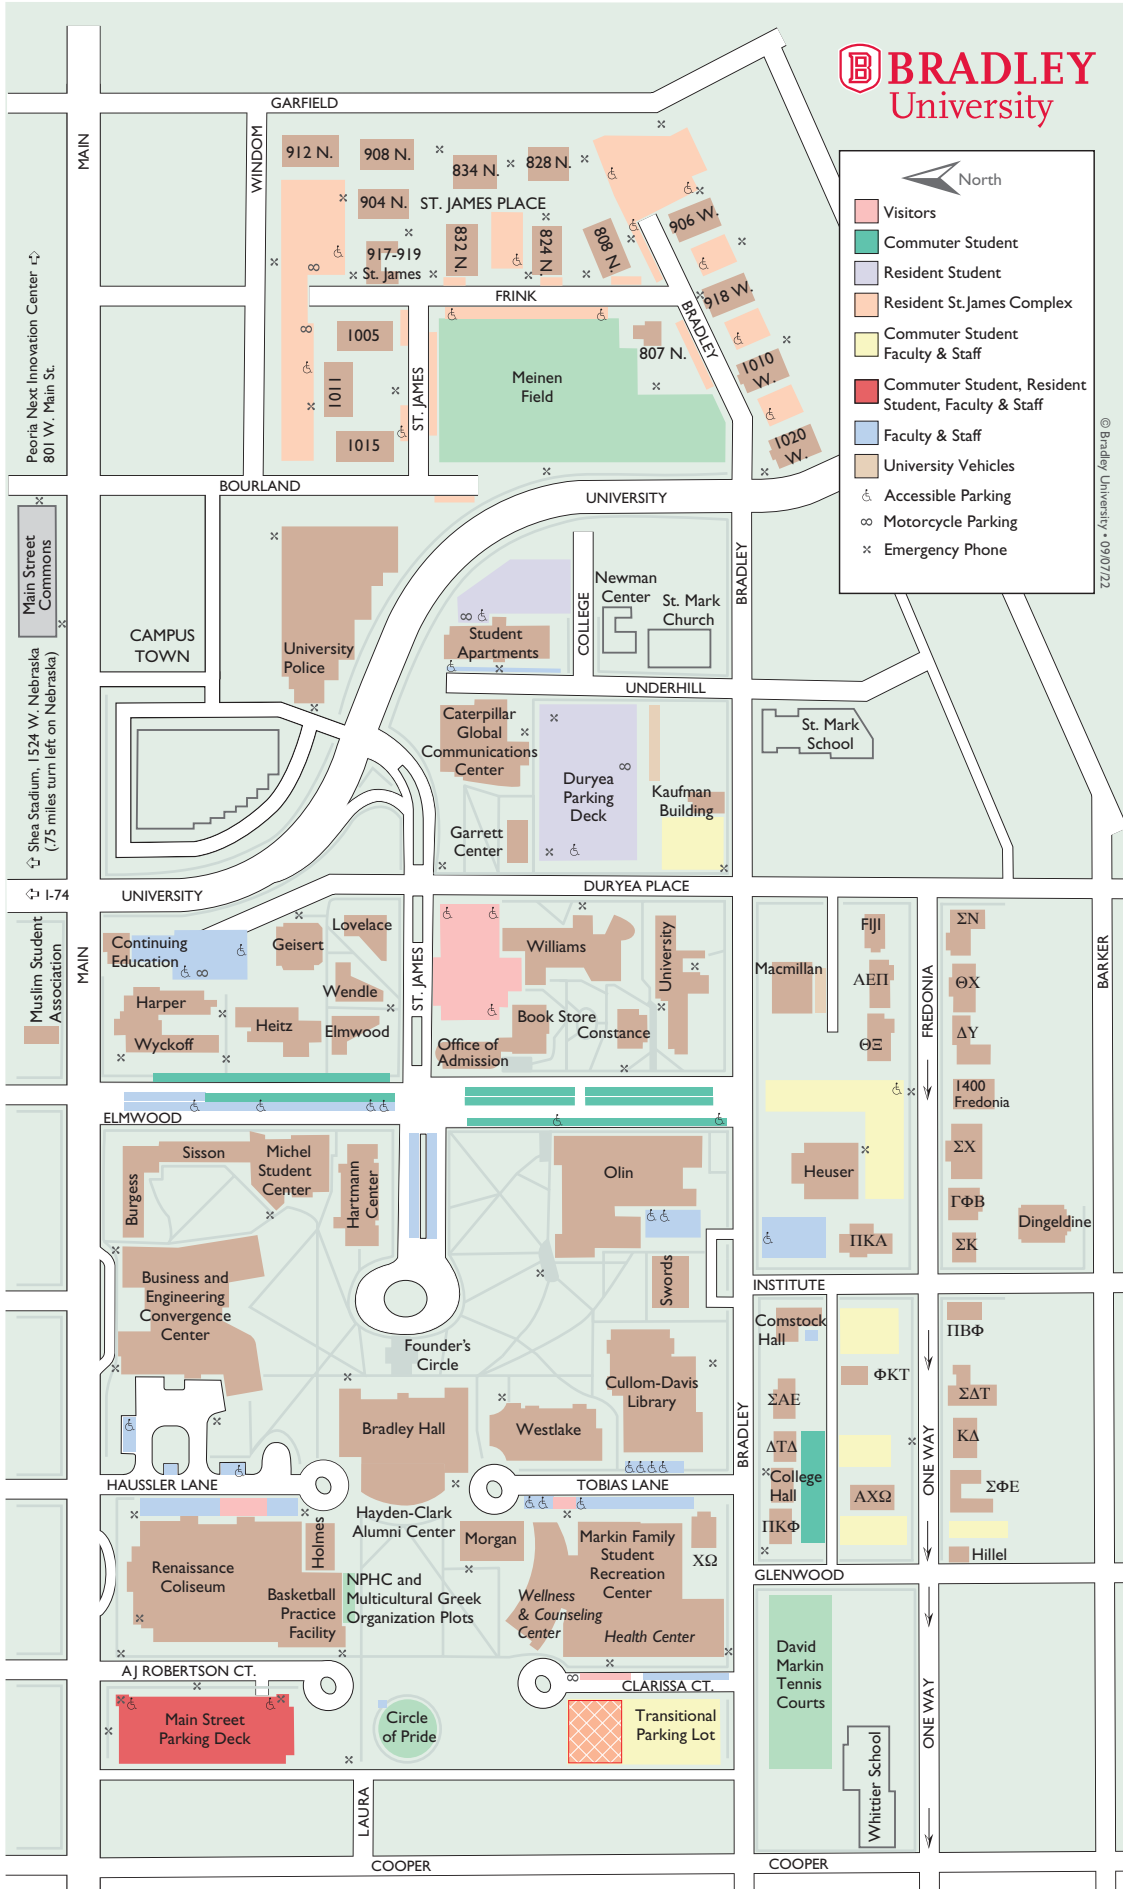 BRADLEY
University
North
Visitors
Commuter Student
Resident Student
Resident St.James Complex
Commuter Student
Faculty & Staff
Commuter Student, Resident
Student, Faculty & Staff
Faculty & Staff
University Vehicles
Accessible Parking
Motorcycle Parking
Emergency Phone
© Bradley University • 09/07/22
GARFIELD
MAIN
WINDOM
912 N.
908 N.
834 N.
828 N.
904 N.
ST. JAMES PLACE
832 N.
824 N.
808 N.
906 W.
917-919
St. James
918 W.
FRINK
BRADLEY
1005
807 N.
1010
W.
1011
ST. JAMES
Meinen
Field
1015
1020
W.
Peoria Next Innovation Center
801 W. Main St.
BOURLAND
UNIVERSITY
Main Street
Commons
CAMPUS
TOWN
University
Police
Student
Apartments
COLLEGE
Newman
Center
St. Mark
Church
BRADLEY
UNDERHILL
Shea Stadium, 1524 W. Nebraska
(.75 miles turn left on Nebraska)
Caterpillar
Global
Communications
Center
Duryea
Parking
Deck
Kaufman
Building
St. Mark
School
Garrett
Center
I-74
UNIVERSITY
DURYEA PLACE
Muslim Student
Association
MAIN
Continuing
Education
Geisert
Lovelace
Wendle
Harper
Heitz
Elmwood
Wyckoff
ST. JAMES
Williams
University
Book Store
Constance
Office of
Admission
Macmillan
FIJI
ΑΕΠ
ΘΞ
FREDONIA
ΣΝ
ΘΧ
ΔΥ
1400
Fredonia
BARKER
ELMWOOD
Sisson
Michel
Student
Center
Burgess
Hartmann
Center
Olin
Heuser
ΣΧ
ΓΦΒ
ΠΚΑ
ΣΚ
Dingeldine
Business and
Engineering
Convergence
Center
Swords
INSTITUTE
Founder's
Circle
Comstock
Hall
ΠΒΦ
ΦΚΤ
Cullom-Davis
Library
ΣΑΕ
ΣΔΤ
Bradley Hall
Westlake
BRADLEY
ΔΤΔ
ONE WAY
ΚΔ
College
Hall
ΣΦΕ
ΑΧΩ
HAUSSLER LANE
TOBIAS LANE
Hayden-Clark
Alumni Center
ΠΚΦ
Holmes
Morgan
Markin Family
Student
Recreation
Center
ΧΩ
Hillel
Renaissance
Coliseum
GLENWOOD
Basketball
Practice
Facility
NPHC and
Multicultural Greek
Organization Plots
Wellness
& Counseling
Center
Health Center
David
Markin
Tennis
Courts
AJ ROBERTSON CT.
CLARISSA CT.
ONE WAY
Main Street
Parking Deck
Circle
of Pride
Transitional
Parking Lot
Whittier School
LAURA
COOPER
COOPER